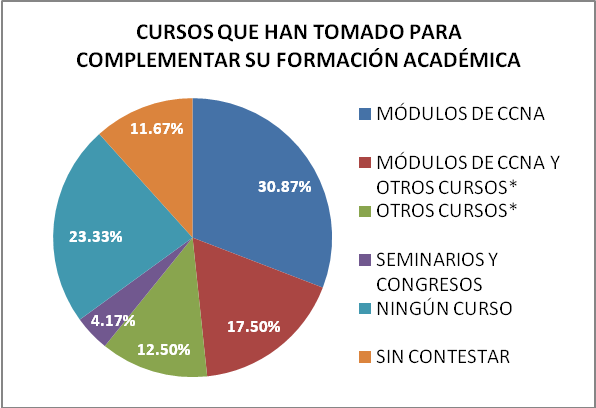 CURSOS QUE HAN TOMADO PARA
COMPLEMENTAR SU FORMACIÓN ACADÉMICA
11.67%
30.87%
23.33%
4.17%
12.50%
17.50%
MÓDULOS DE CCNA
MÓDULOS DE CCNA Y
OTROS CURSOS*
OTROS CURSOS*
SEMINARIOS Y
CONGRESOS
NINGÚN CURSO
SIN CONTESTAR